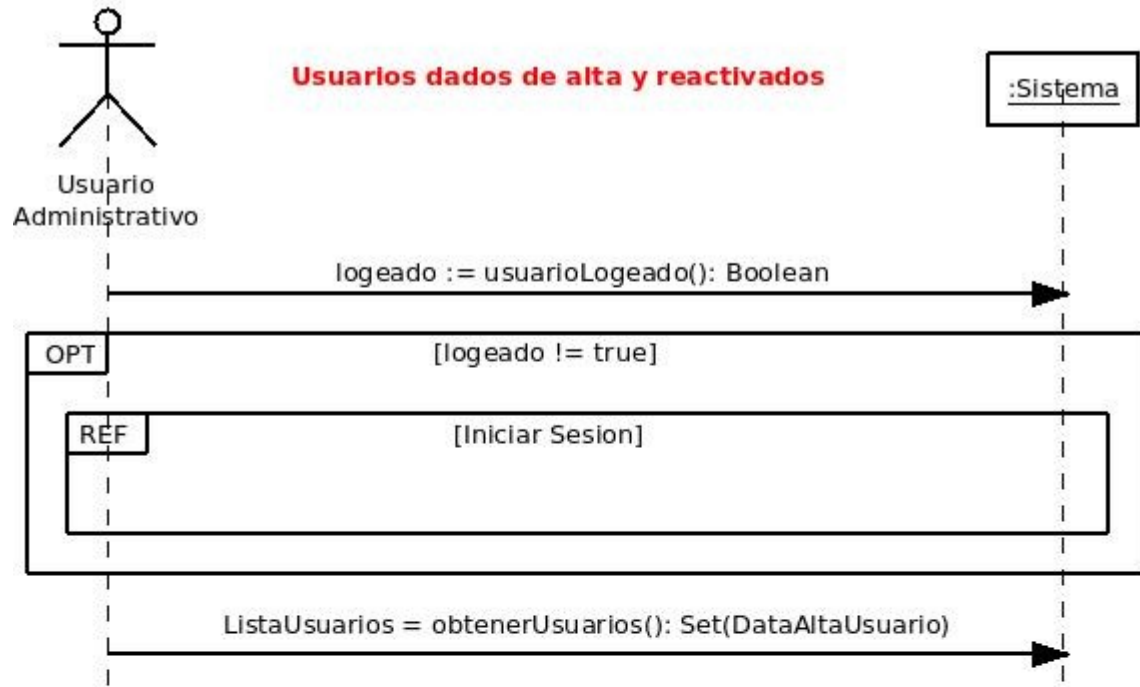 Usuarios dados de alta y reactivados
:Sistema
Usuario
Administrativo
logeado := usuarioLogeado(): Boolean
OPT
[logeado != true]
REF
[Iniciar Sesion]
ListaUsuarios = obtenerUsuarios(): Set(DataAltaUsuario)